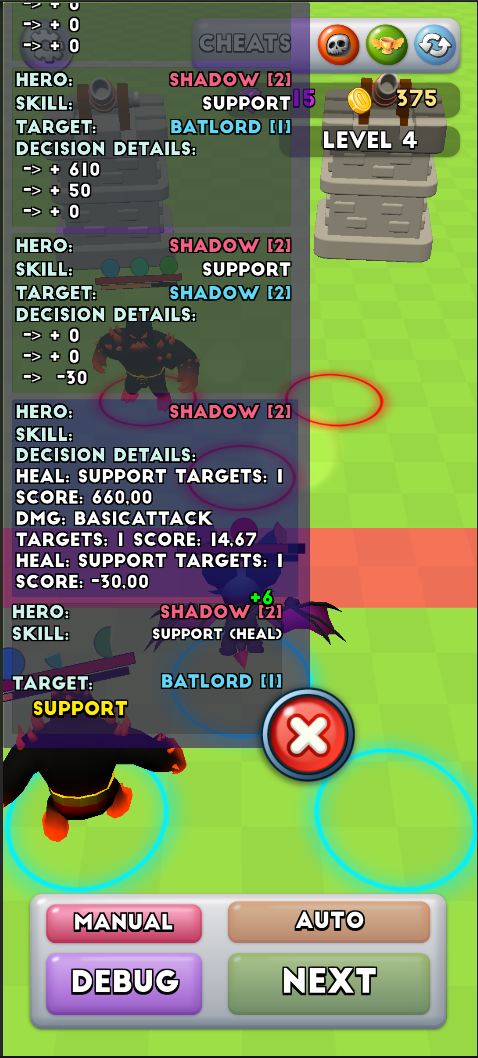 -> + 0
-> + 0
-> + 0
CHEATS
HERO: SHADOW [2]
SKILL: SUPPORT
15 375
TARGET: BATLORD [1]
LEVEL 4
DECISION DETAILS:
-> + 610
-> + 50
-> + 0
HERO: SHADOW [2]
SKILL: SUPPORT
TARGET: SHADOW [2]
DECISION DETAILS:
-> + 0
-> + 0
-> -30
HERO: SHADOW [2]
SKILL:
DECISION DETAILS:
HEAL: SUPPORT TARGETS: 1
SCORE: 660,00
DMG: BASICATTACK
TARGETS: 1 SCORE: 14,67
HEAL: SUPPORT TARGETS: 1
SCORE: -30,00
+6
HERO: SHADOW [2]
SKILL: SUPPORT (HEAL)
TARGET: BATLORD [1]
SUPPORT
MANUAL AUTO
DEBUG NEXT